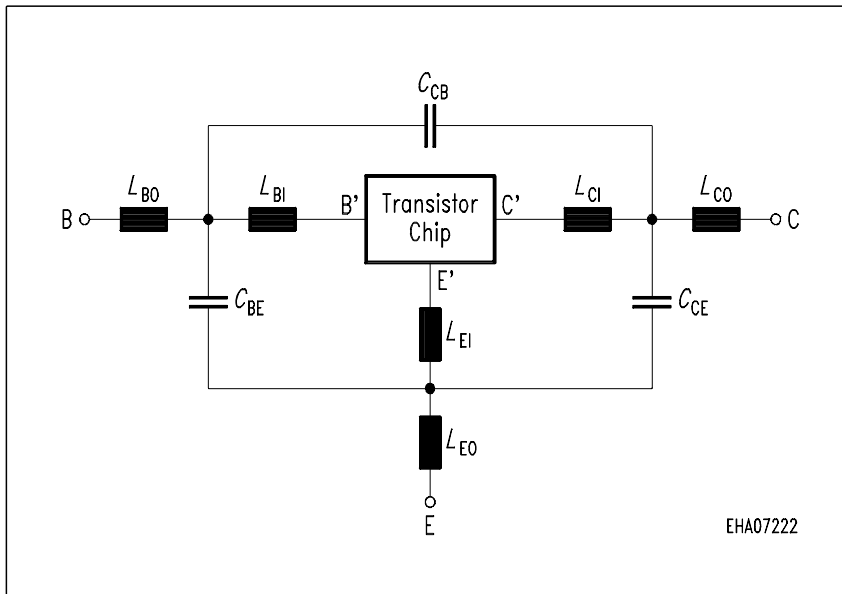 C_CB
L_BO L_BI B' Transistor Chip C' L_CI L_CO
B C
E'
C_BE C_CE
L_EI
L_EO
E
EHA07222